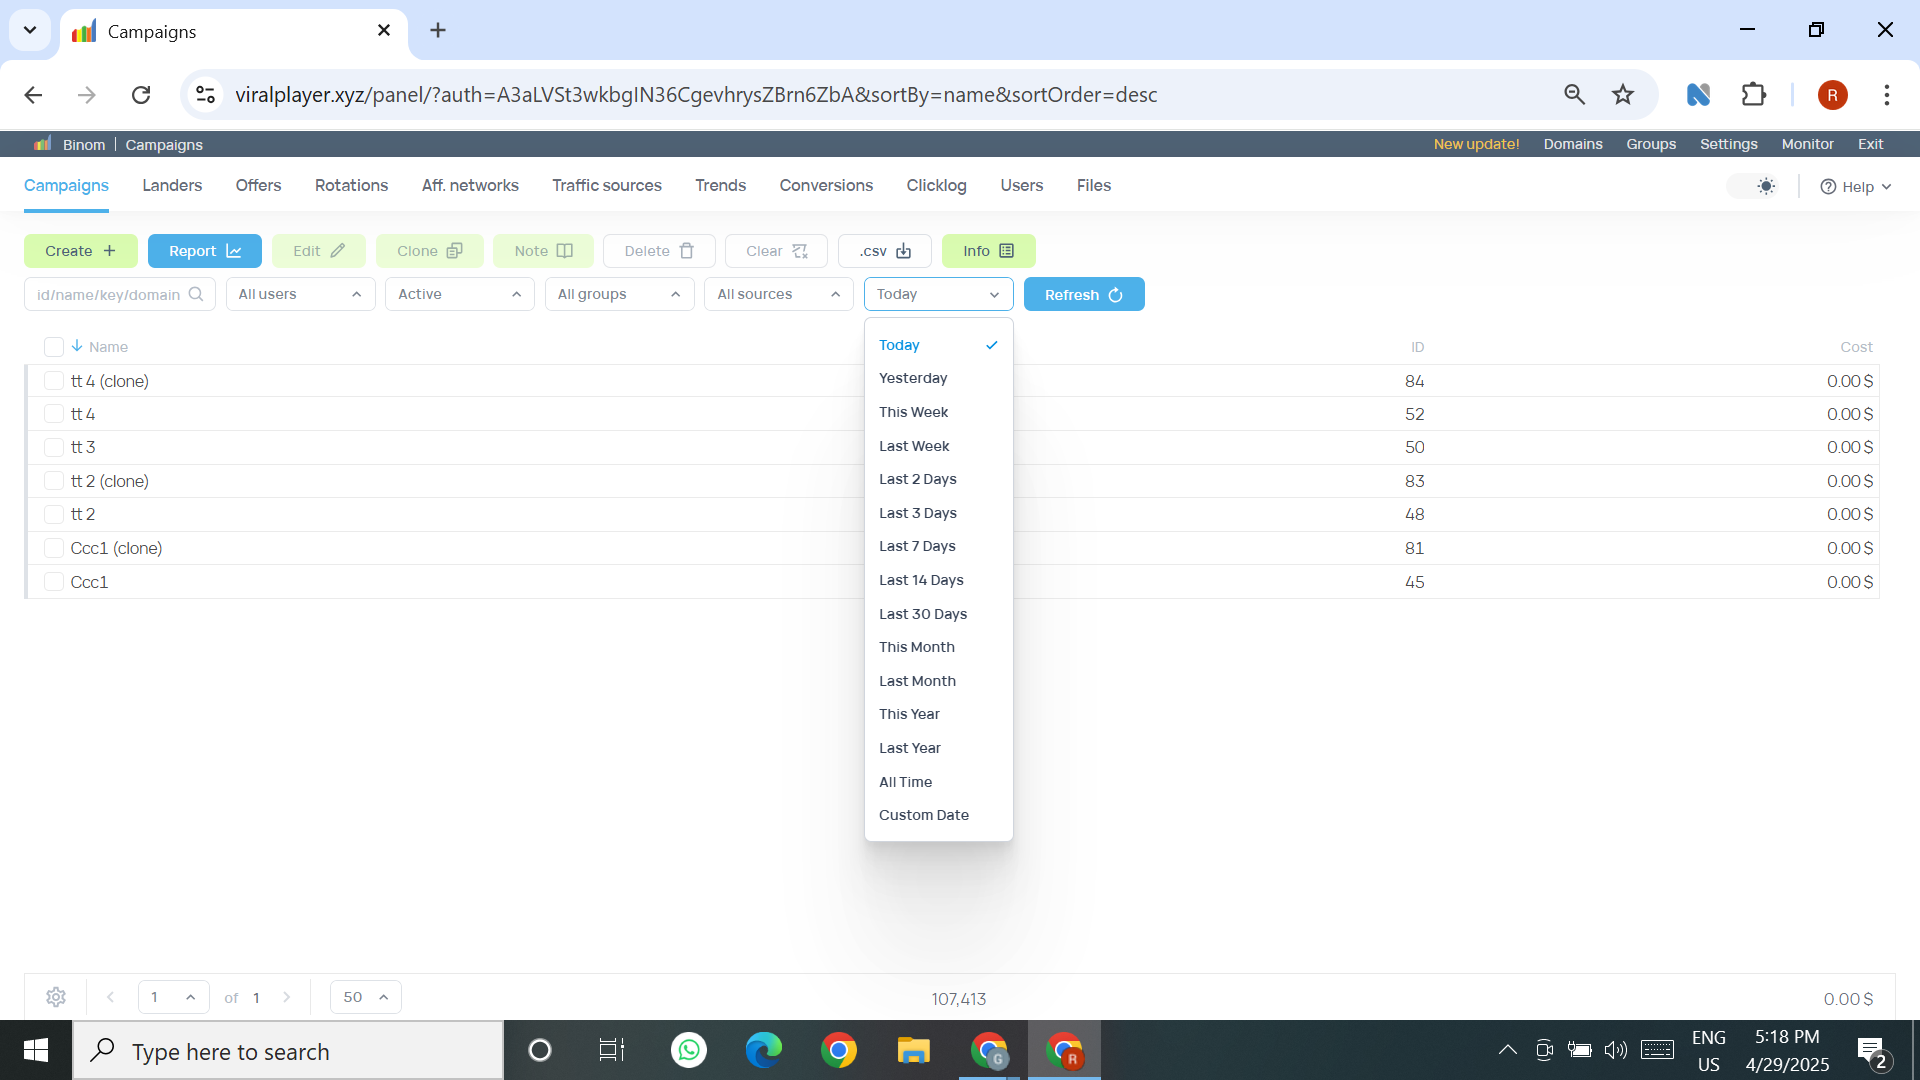 Campaigns
viralplayer.xyz/panel/?auth=A3aLVSt3wkbgIN36CgevhrysZBrn6ZbA&sortBy=name&sortOrder=desc
R
Binom | Campaigns
New update! Domains Groups Settings Monitor Exit
Campaigns Landers Offers Rotations Aff. networks Traffic sources Trends Conversions Clicklog Users Files
Help
Create + Report Edit Clone Note Delete Clear .csv Info
id/name/key/domain All users Active All groups All sources Today Refresh
Name ID Cost
tt 4 (clone) 84 0.00 $
tt 4 52 0.00 $
tt 3 50 0.00 $
tt 2 (clone) 83 0.00 $
tt 2 48 0.00 $
Ccc1 (clone) 81 0.00 $
Ccc1 45 0.00 $
Today
Yesterday
This Week
Last Week
Last 2 Days
Last 3 Days
Last 7 Days
Last 14 Days
Last 30 Days
This Month
Last Month
This Year
Last Year
All Time
Custom Date
1 of 1 50 107,413 0.00 $
Type here to search
G
R
ENG
US
5:18 PM
4/29/2025
2